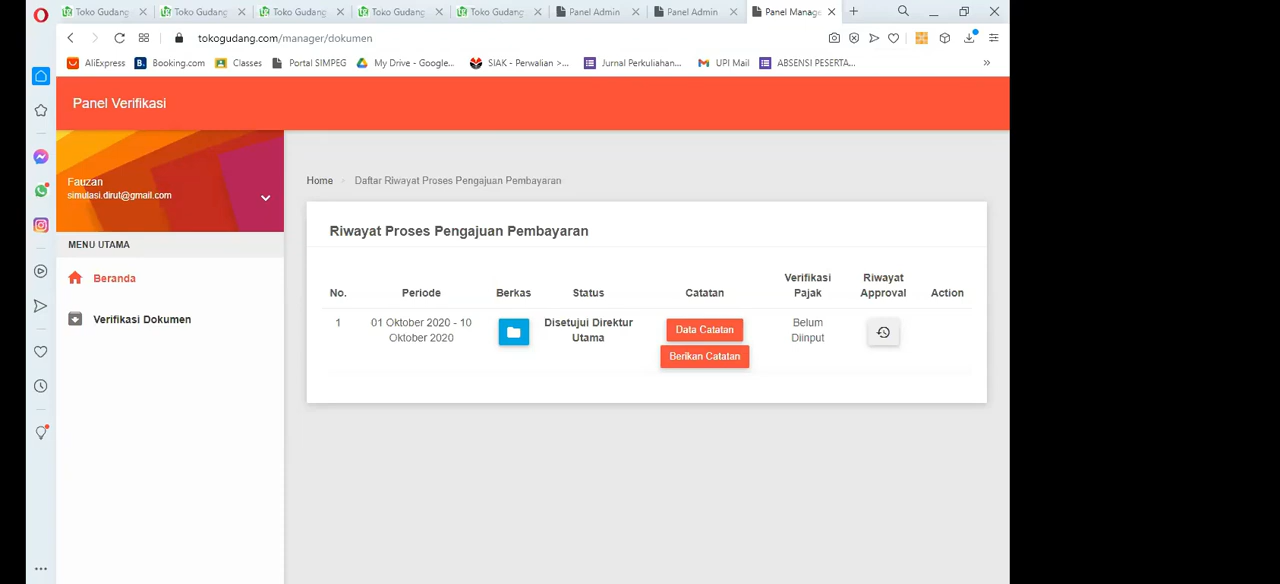 Toko Gudang
Toko Gudang
Toko Gudang
Toko Gudang
Toko Gudang
Panel Admin
Panel Admin
Panel Manage
tokogudang.com/manager/dokumen
AliExpress
B. Booking.com
Classes
Portal SIMPEG
My Drive - Google...
SIAK - Perwalian >...
Jurnal Perkuliahan...
UPI Mail
ABSENSI PESERTA...
»
Panel Verifikasi
Fauzan
simulasi.dirut@gmail.com
MENU UTAMA
Beranda
Verifikasi Dokumen
Home
Daftar Riwayat Proses Pengajuan Pembayaran
Riwayat Proses Pengajuan Pembayaran
No.
Periode
Berkas
Status
Catatan
Verifikasi
Pajak
Riwayat
Approval
Action
1
01 Oktober 2020 - 10
Oktober 2020
Disetujui Direktur
Utama
Data Catatan
Berikan Catatan
Belum
Diinput